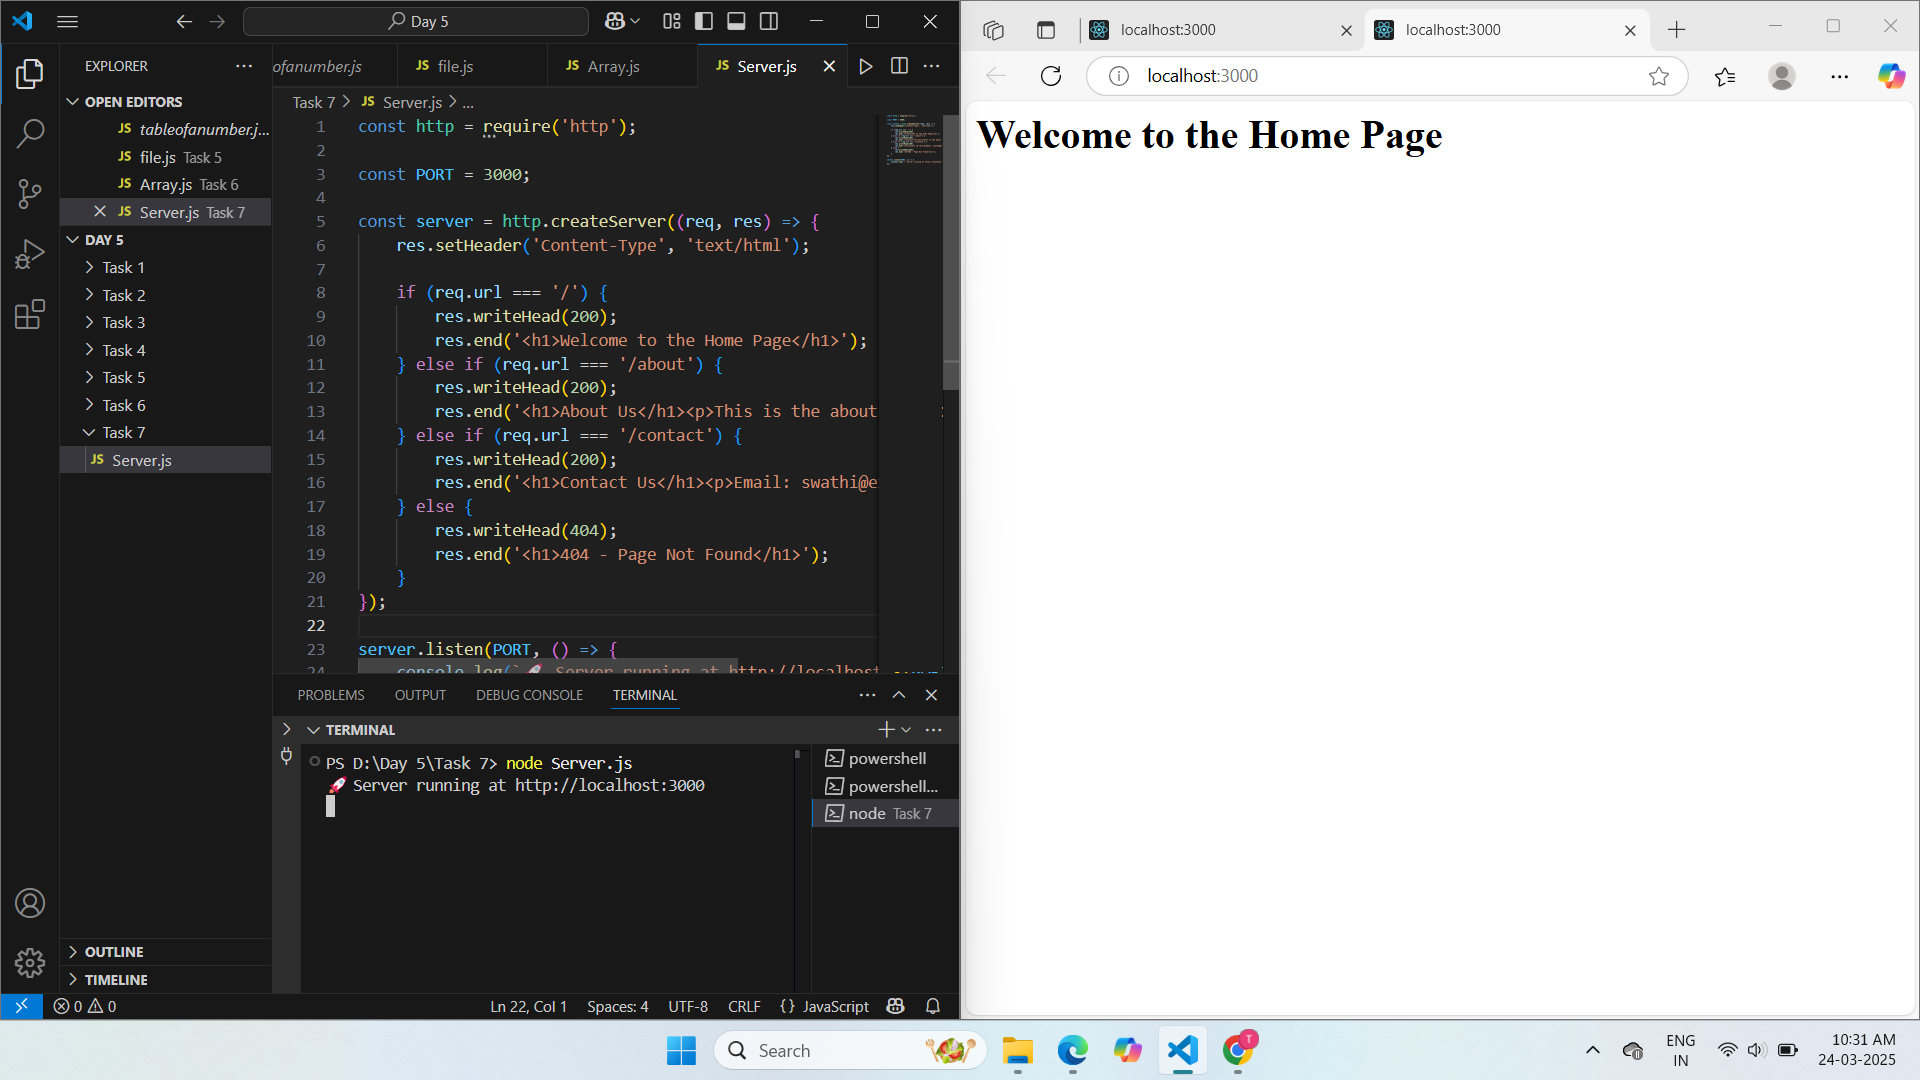 Day 5
EXPLORER
OPEN EDITORS
JS tableofanumber.j...
JS file.js Task 5
JS Array.js Task 6
JS Server.js Task 7
DAY 5
Task 1
Task 2
Task 3
Task 4
Task 5
Task 6
Task 7
JS Server.js
OUTLINE
TIMELINE
ofanumber.js
JS file.js
JS Array.js
JS Server.js
Task 7 > JS Server.js > ...
1 const http = require('http');
2
3 const PORT = 3000;
4
5 const server = http.createServer((req, res) => {
6 res.setHeader('Content-Type', 'text/html');
7
8 if (req.url === '/') {
9 res.writeHead(200);
10 res.end('<h1>Welcome to the Home Page</h1>');
11 } else if (req.url === '/about') {
12 res.writeHead(200);
13 res.end('<h1>About Us</h1><p>This is the about
14 } else if (req.url === '/contact') {
15 res.writeHead(200);
16 res.end('<h1>Contact Us</h1><p>Email: swathi@e
17 } else {
18 res.writeHead(404);
19 res.end('<h1>404 - Page Not Found</h1>');
20 }
21 });
22
23 server.listen(PORT, () => {
24 console.log(`🚀 Server running at http://localhost
PROBLEMS OUTPUT DEBUG CONSOLE TERMINAL
TERMINAL
PS D:\Day 5\Task 7> node Server.js
🚀 Server running at http://localhost:3000
powershell
powershell...
node Task 7
0 0
Ln 22, Col 1 Spaces: 4 UTF-8 CRLF {} JavaScript
localhost:3000
localhost:3000
localhost:3000
Welcome to the Home Page
Search
T
ENG
IN
10:31 AM
24-03-2025